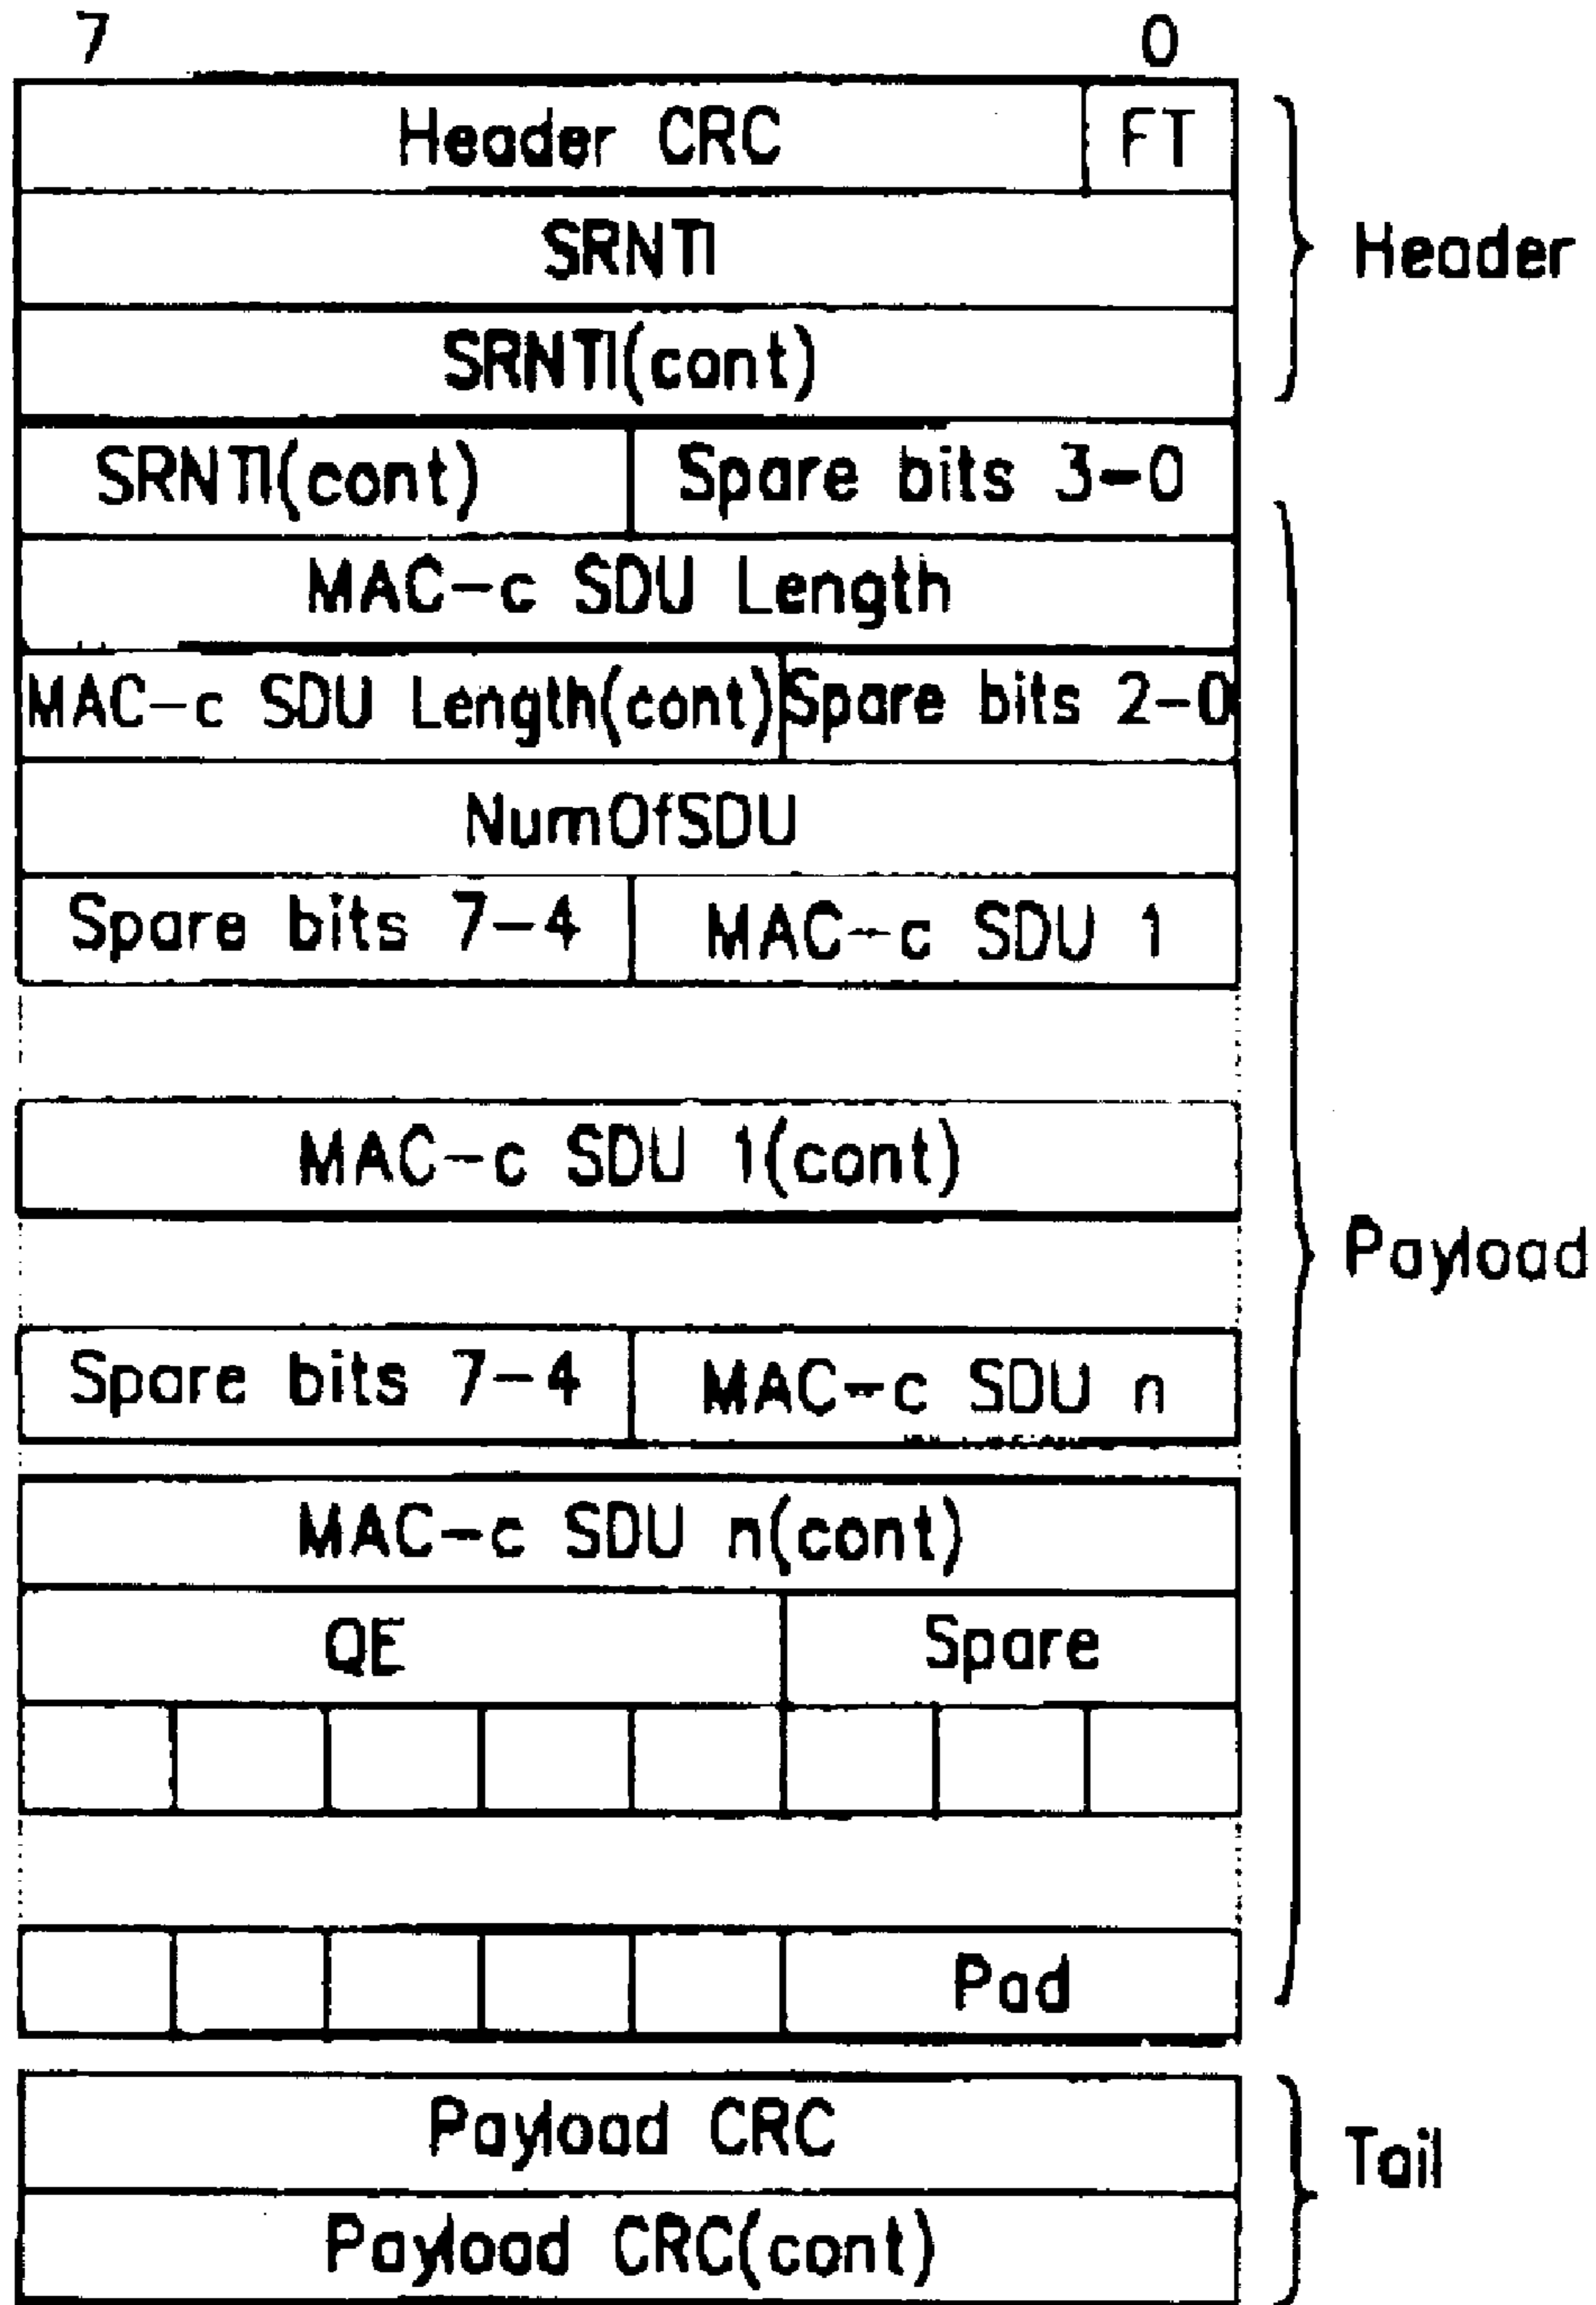 7 0
Header CRC FT
SRNTI
Header
SRNTI(cont)
SRNTI(cont) Spare bits 3-0
MAC-c SDU Length
MAC-c SDU Length(cont) Spare bits 2-0
NumOfSDU
Spare bits 7-4 MAC-c SDU 1
MAC-c SDU 1(cont)
Payload
Spare bits 7-4 MAC-c SDU n
MAC-c SDU n(cont)
QE Spare
Pad
Payload CRC
Tail
Payload CRC(cont)